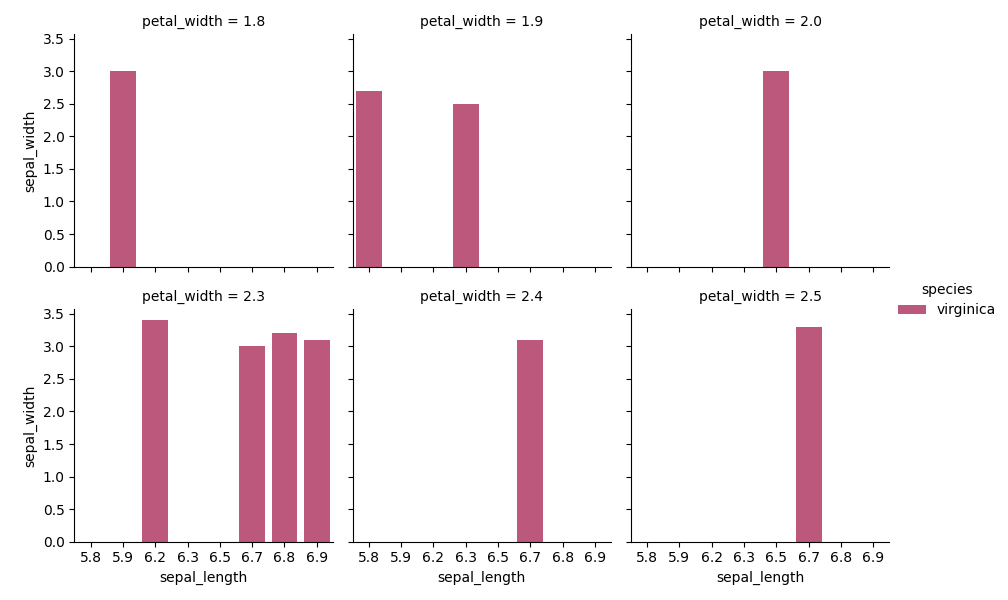 petal_width = 1.8
petal_width = 1.9
petal_width = 2.0
sepal_width
3.5
3.0
2.5
2.0
1.5
1.0
0.5
0.0
petal_width = 2.3
petal_width = 2.4
petal_width = 2.5
sepal_width
3.5
3.0
2.5
2.0
1.5
1.0
0.5
0.0
5.8 5.9 6.2 6.3 6.5 6.7 6.8 6.9
5.8 5.9 6.2 6.3 6.5 6.7 6.8 6.9
5.8 5.9 6.2 6.3 6.5 6.7 6.8 6.9
sepal_length
sepal_length
sepal_length
species
virginica